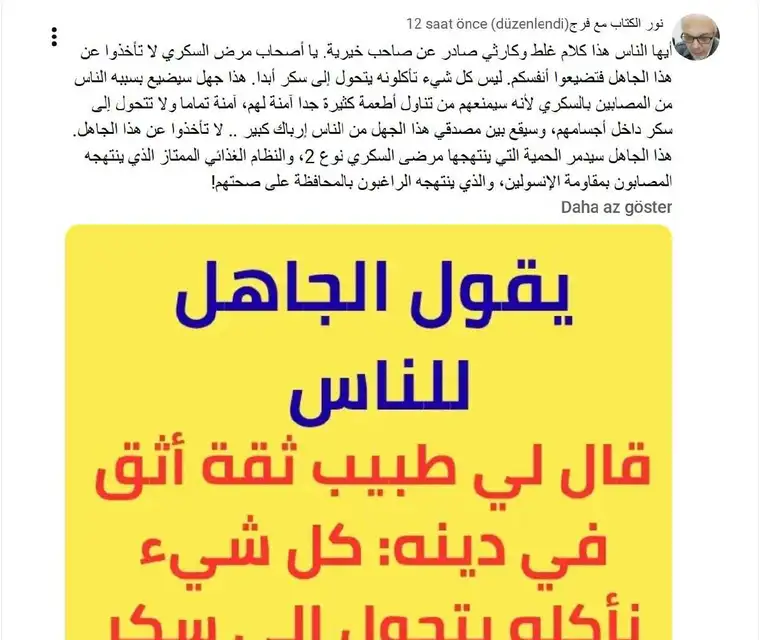 نور الكتاب مع فرج 12 saat önce (düzenlendi)
أيها الناس هذا كلام غلط وكارثي صادر عن صاحب خيرية. يا أصحاب مرض السكري لا تأخذوا عن
هذا الجاهل فتضيعوا أنفسكم. ليس كل شيء تأكلونه يتحول إلى سكر أبدا. هذا جهل سيضيع بسببه الناس
من المصابين بالسكري لأنه سيمنعهم من تناول أطعمة كثيرة جدا آمنة لهم، آمنة تماما ولا تتحول إلى
سكر داخل أجسامهم، وسيقع بين مصدقي هذا الجهل من الناس إرباك كبير .. لا تأخذوا عن هذا الجاهل.
هذا الجاهل سيدمر الحمية التي ينتهجها مرضى السكري نوع 2، والنظام الغذائي الممتاز الذي ينتهجه
المصابون بمقاومة الإنسولين، والذي ينتهجه الراغبون بالمحافظة على صحتهم!
Daha az göster
يقول الجاهل
للناس
قال لي طبيب ثقة أثق
في دينه: كل شيء
نأكله يتحول إلى سكر